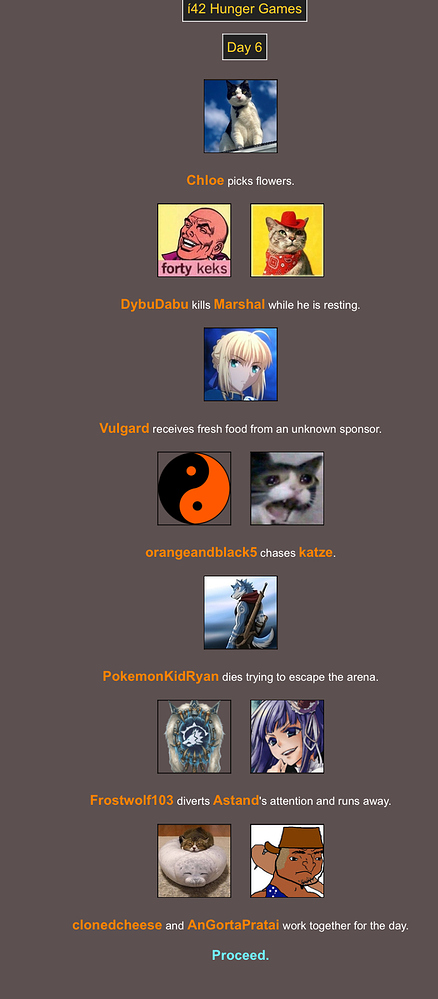 í42 Hunger Games
Day 6
Chloe picks flowers.
forty keks
DybuDabu kills Marshal while he is resting.
Vulgard receives fresh food from an unknown sponsor.
orangeandblack5 chases katze.
PokemonKidRyan dies trying to escape the arena.
Frostwolf103 diverts Astand's attention and runs away.
clonedcheese and AnGortaPratai work together for the day.
Proceed.